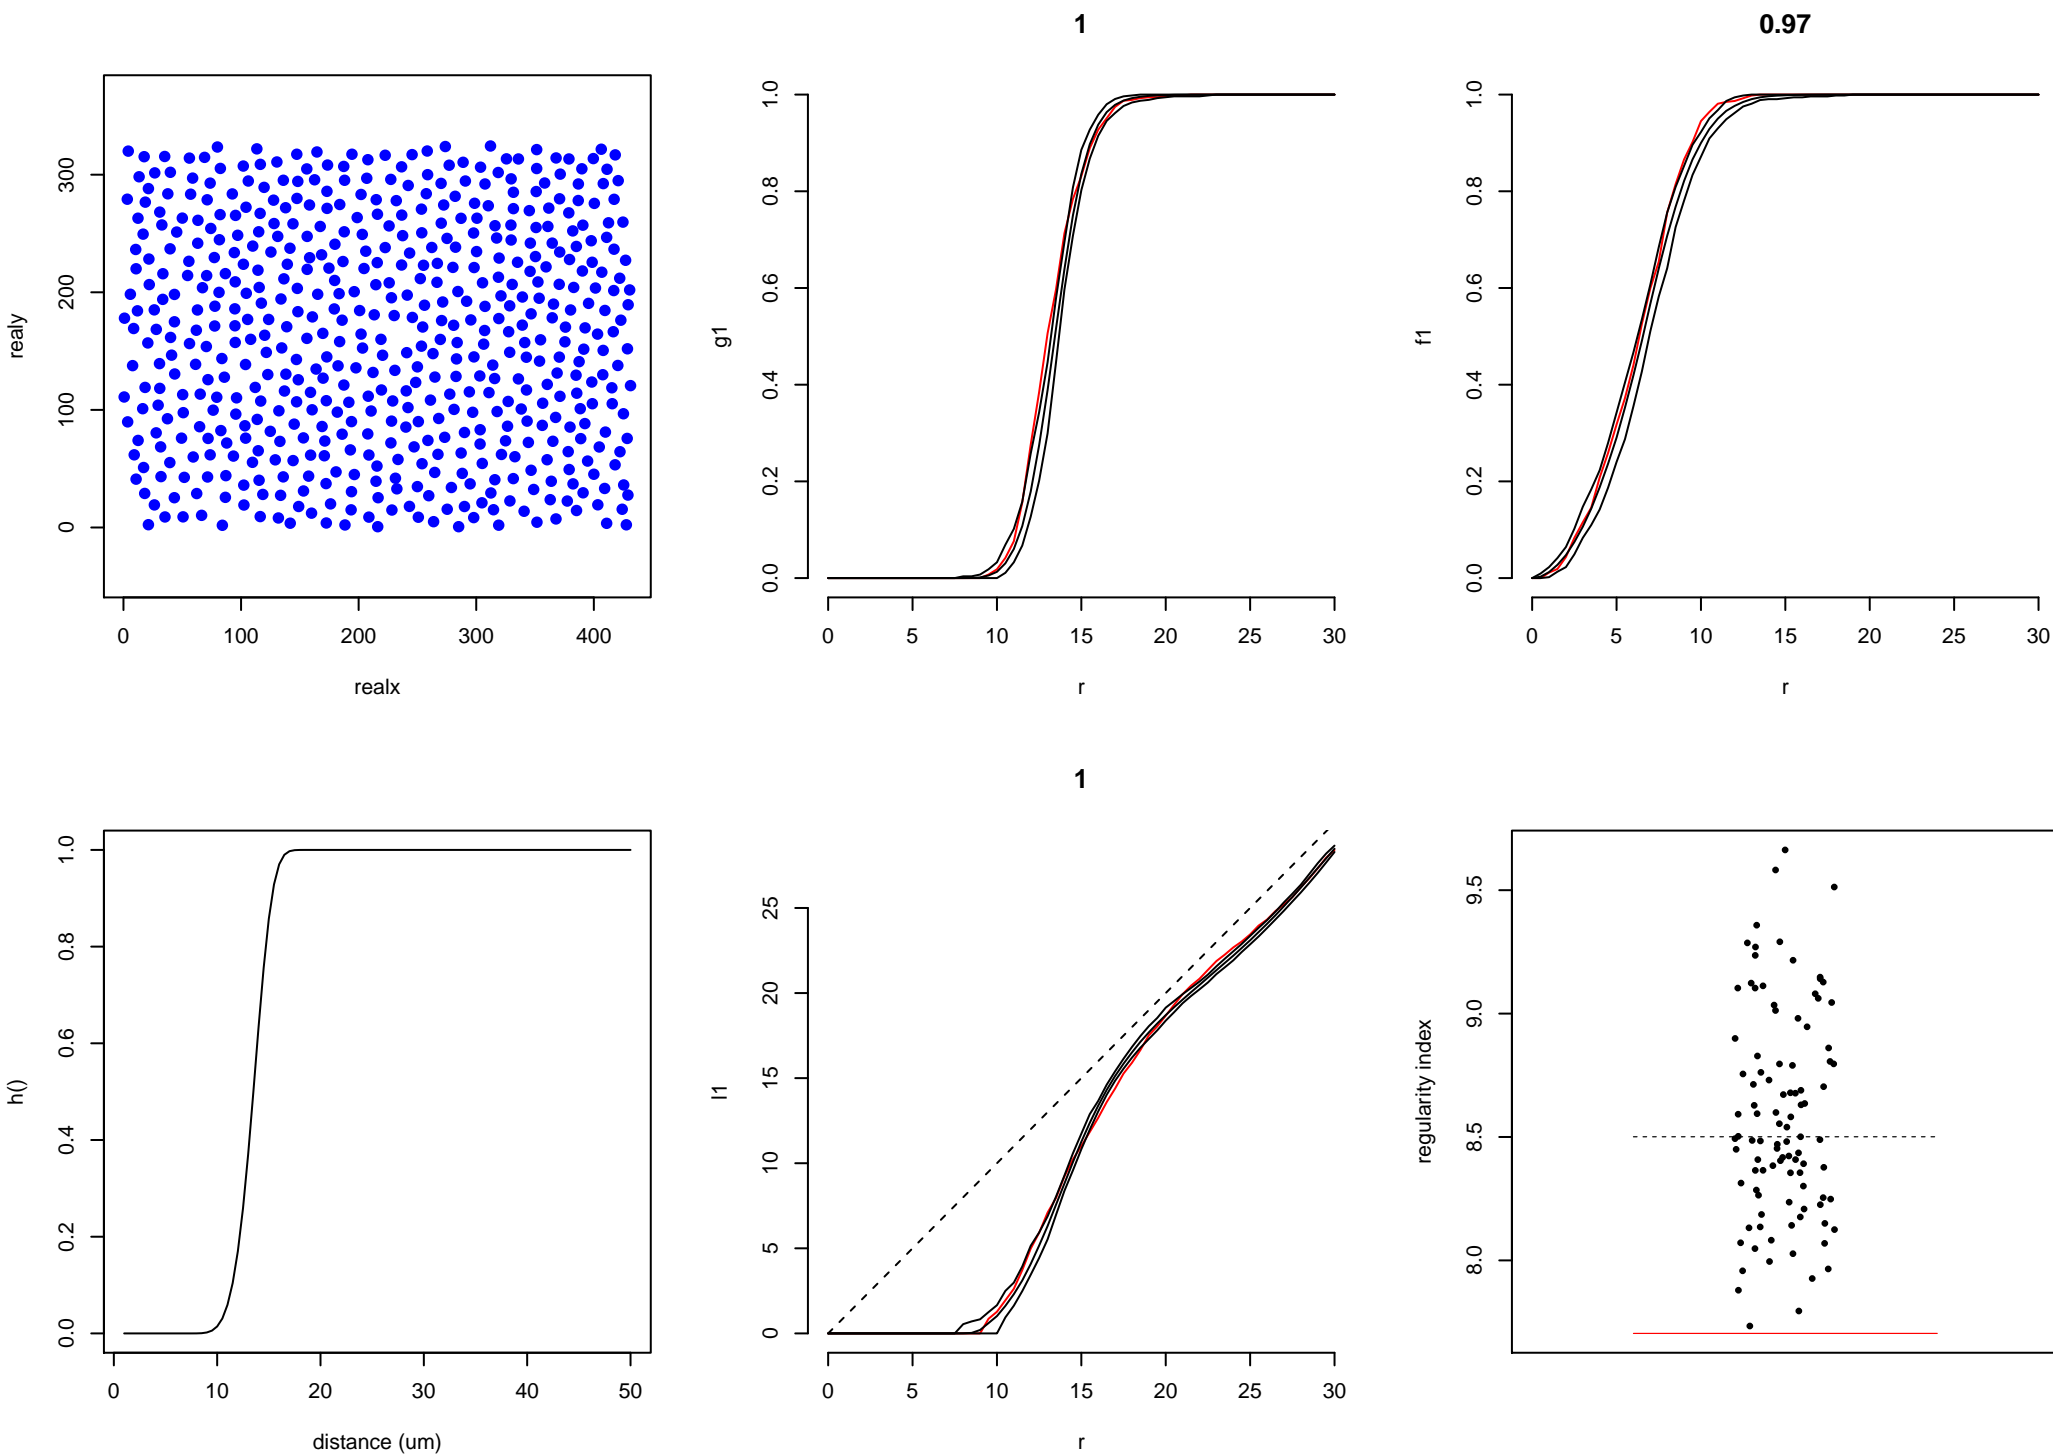 realy
0 100 200 300
0 100 200 300 400
realx
1
g1
0.0 0.2 0.4 0.6 0.8 1.0
0 5 10 15 20 25 30
r
0.97
f1
0.0 0.2 0.4 0.6 0.8 1.0
0 5 10 15 20 25 30
r
h()
0.0 0.2 0.4 0.6 0.8 1.0
0 10 20 30 40 50
distance (um)
1
l1
0 5 10 15 20 25
0 5 10 15 20 25 30
r
regularity index
8.0 8.5 9.0 9.5